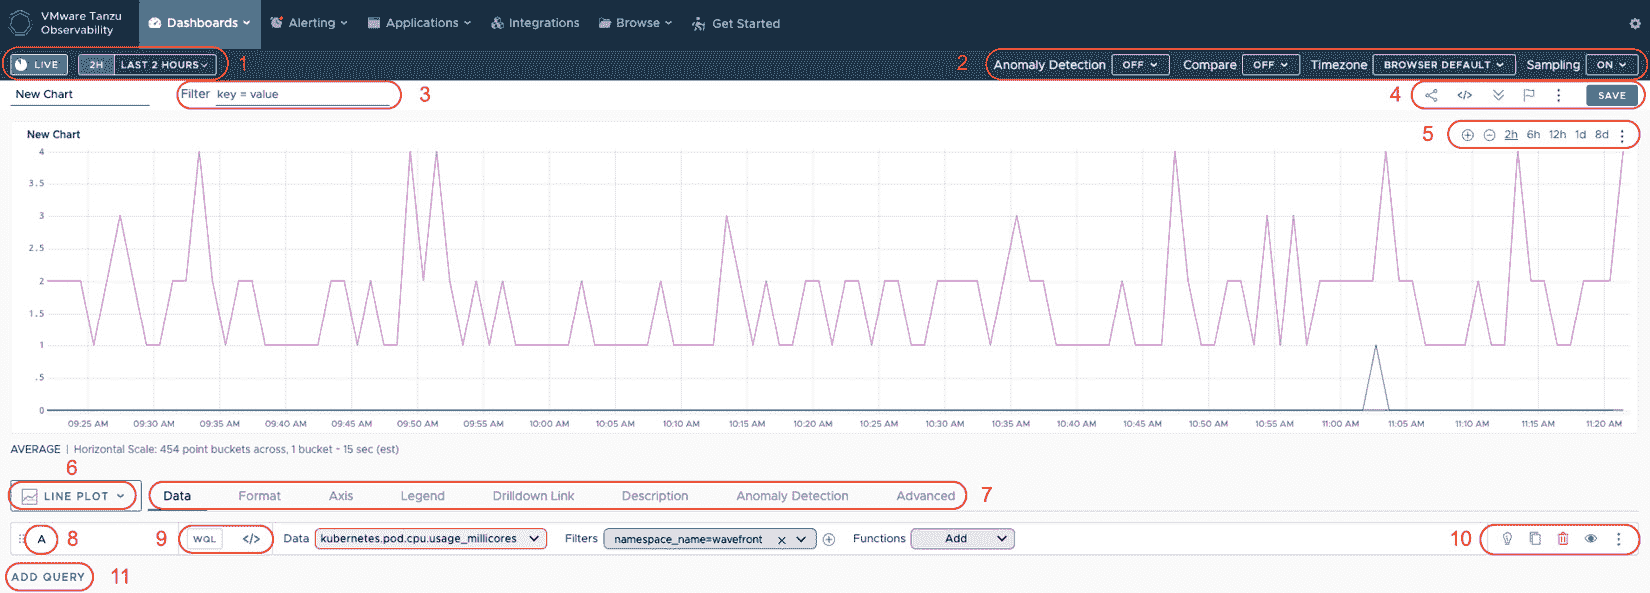 VMware Tanzu Observability
Dashboards Alerting Applications Integrations Browse Get Started
LIVE 2H LAST 2 HOURS 1 2 Anomaly Detection OFF Compare OFF Timezone BROWSER DEFAULT Sampling ON
New Chart Filter key = value 3 4 </> SAVE
New Chart 5 2h 6h 12h 1d 8d
4
3.5
3
2.5
2
1.5
1
.5
0
09:25 AM 09:30 AM 09:35 AM 09:40 AM 09:45 AM 09:50 AM 09:55 AM 10:00 AM 10:05 AM 10:10 AM 10:15 AM 10:20 AM 10:25 AM 10:30 AM 10:35 AM 10:40 AM 10:45 AM 10:50 AM 10:55 AM 11:00 AM 11:05 AM 11:10 AM 11:15 AM 11:20 AM
AVERAGE | Horizontal Scale: 454 point buckets across, 1 bucket ~ 15 sec (est)
6
LINE PLOT Data Format Axis Legend Drilldown Link Description Anomaly Detection Advanced 7
A 8 9 WQL </> Data kubernetes.pod.cpu.usage_millicores Filters namespace_name=wavefront Functions Add 10
ADD QUERY 11